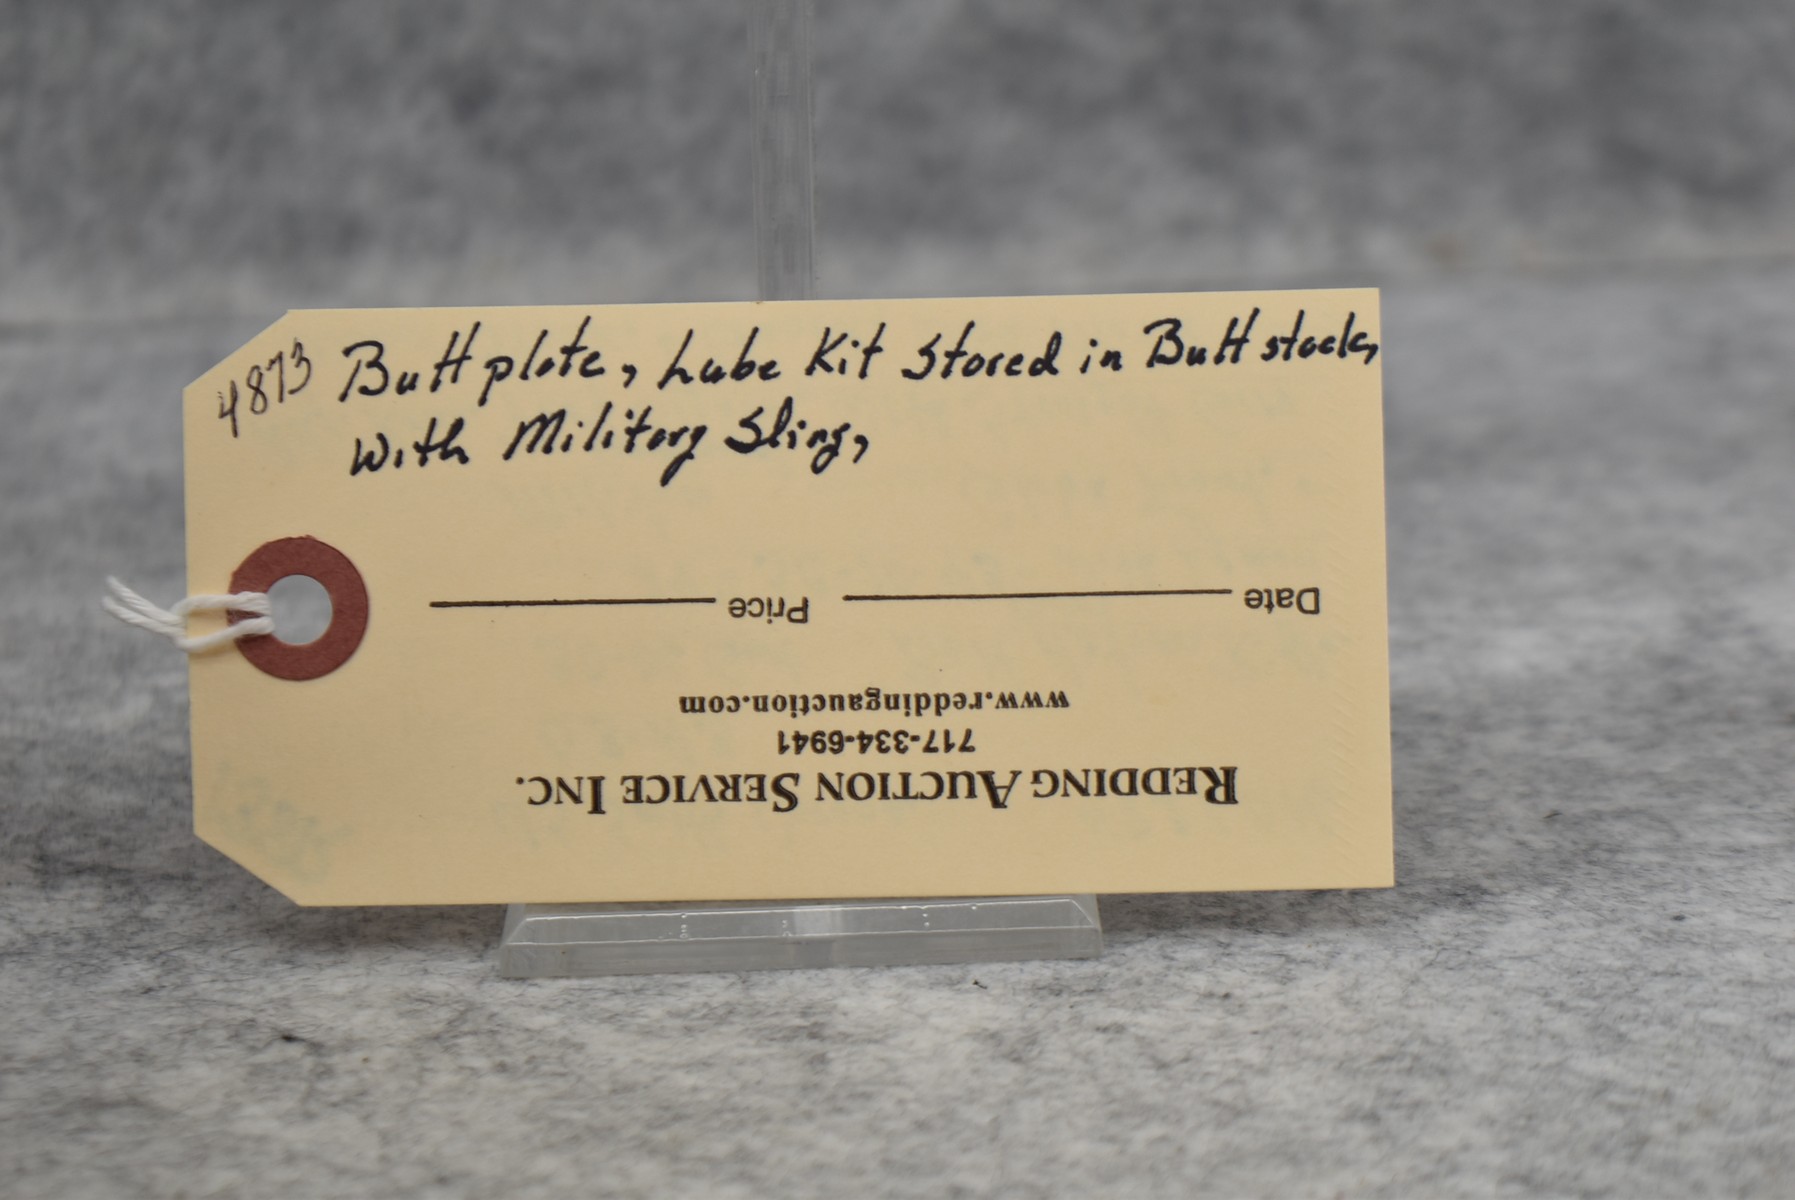 4873 Buttplate, Lube Kit Stored in Buttstock,
With Military Sling,
Date Price
www.reddingauction.com
717-334-6941
REDDING AUCTION SERVICE INC.